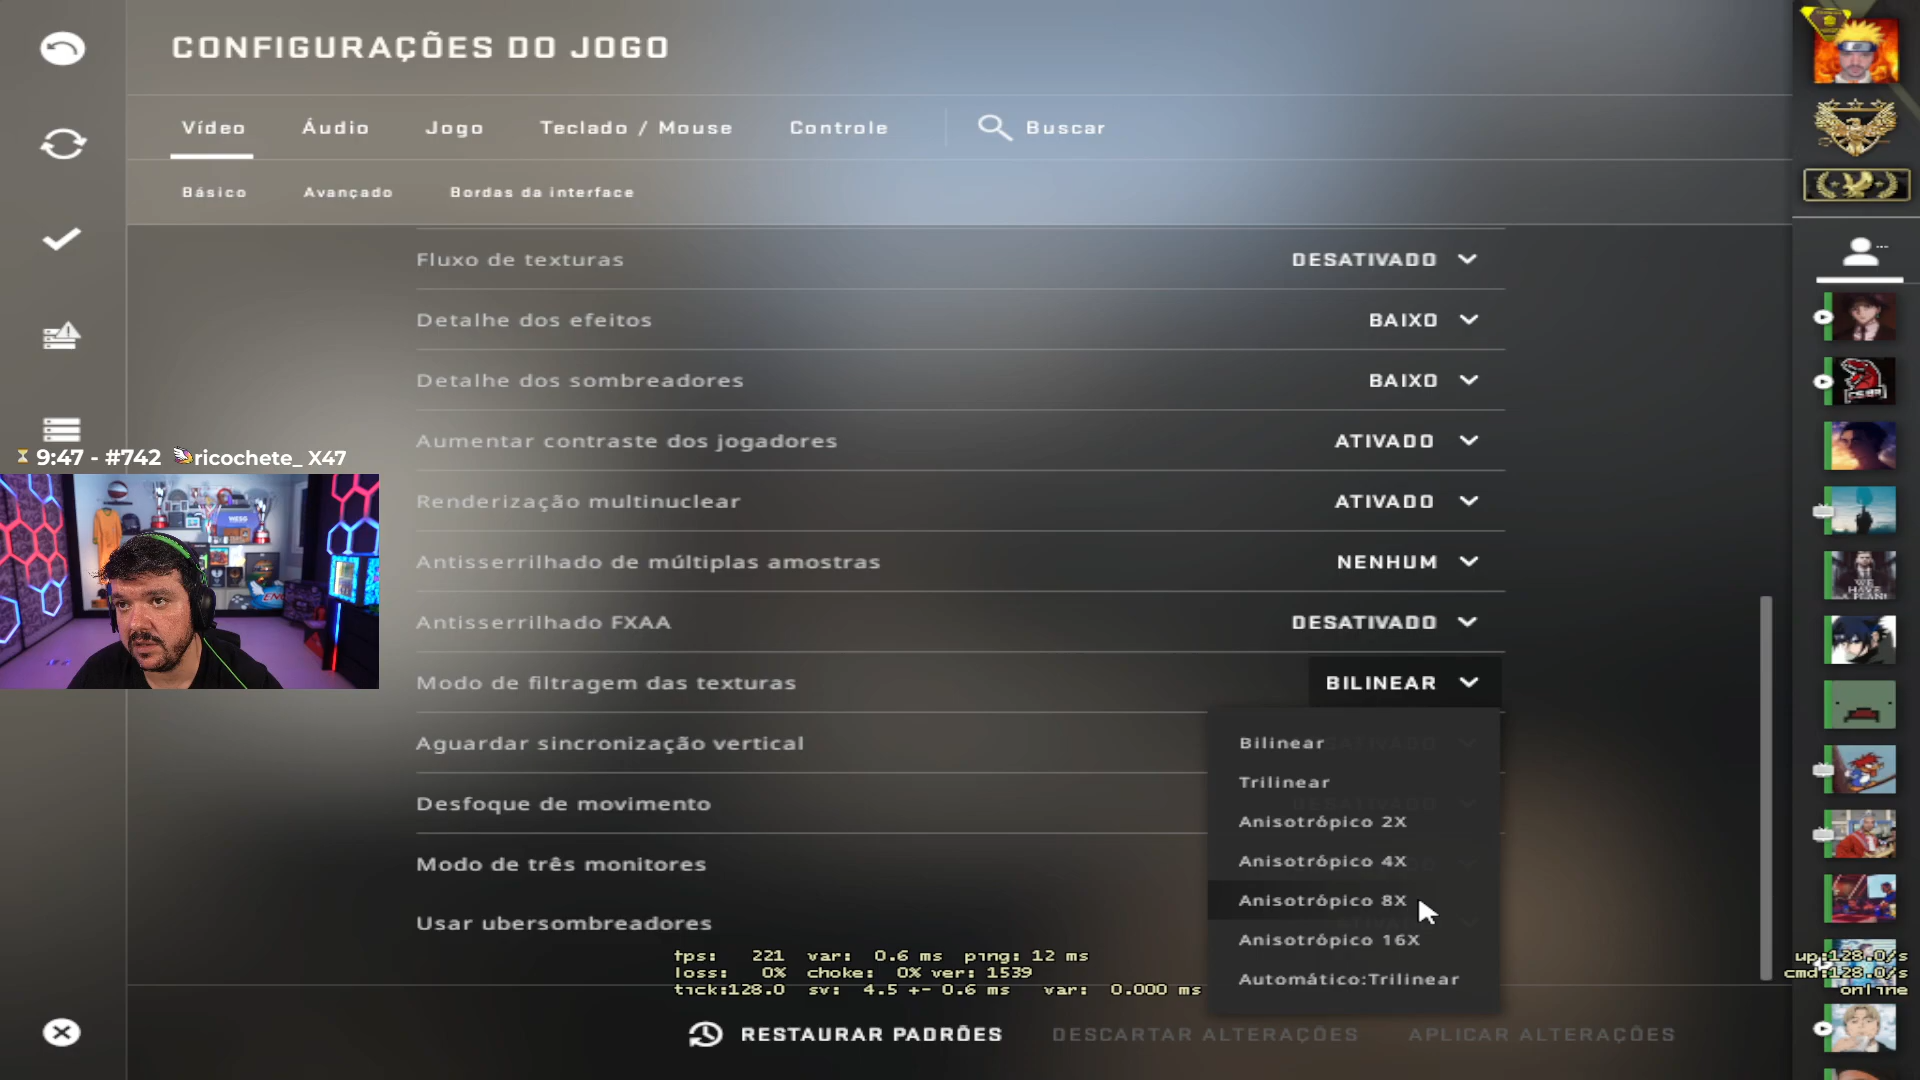 CONFIGURAÇÕES DO JOGO
Vídeo
Áudio
Jogo
Teclado / Mouse
Controle
Buscar
Básico
Avançado
Bordas da interface
Fluxo de texturas
DESATIVADO
Detalhe dos efeitos
BAIXO
Detalhe dos sombreadores
BAIXO
Aumentar contraste dos jogadores
ATIVADO
Renderização multinuclear
ATIVADO
Antisserrilhado de múltiplas amostras
NENHUM
Antisserrilhado FXAA
DESATIVADO
Modo de filtragem das texturas
BILINEAR
Aguardar sincronização vertical
Desfoque de movimento
Modo de três monitores
Usar ubersombreadores
Bilinear
Trilinear
Anisotrópico 2X
Anisotrópico 4X
Anisotrópico 8X
Anisotrópico 16X
Automático:Trilinear
9:47 - #742 ricochete_ X47
fps: 221 var: 0.6 ms ping: 12 ms
loss: 0% choke: 0% ver: 1539
tick:128.0 sv: 4.5 +- 0.6 ms var: 0.000 ms
up:128.0/s
cmd:128.0/s
online
RESTAURAR PADRÕES
DESCARTAR ALTERAÇÕES
APLICAR ALTERAÇÕES
WE HAVE A PLAN!